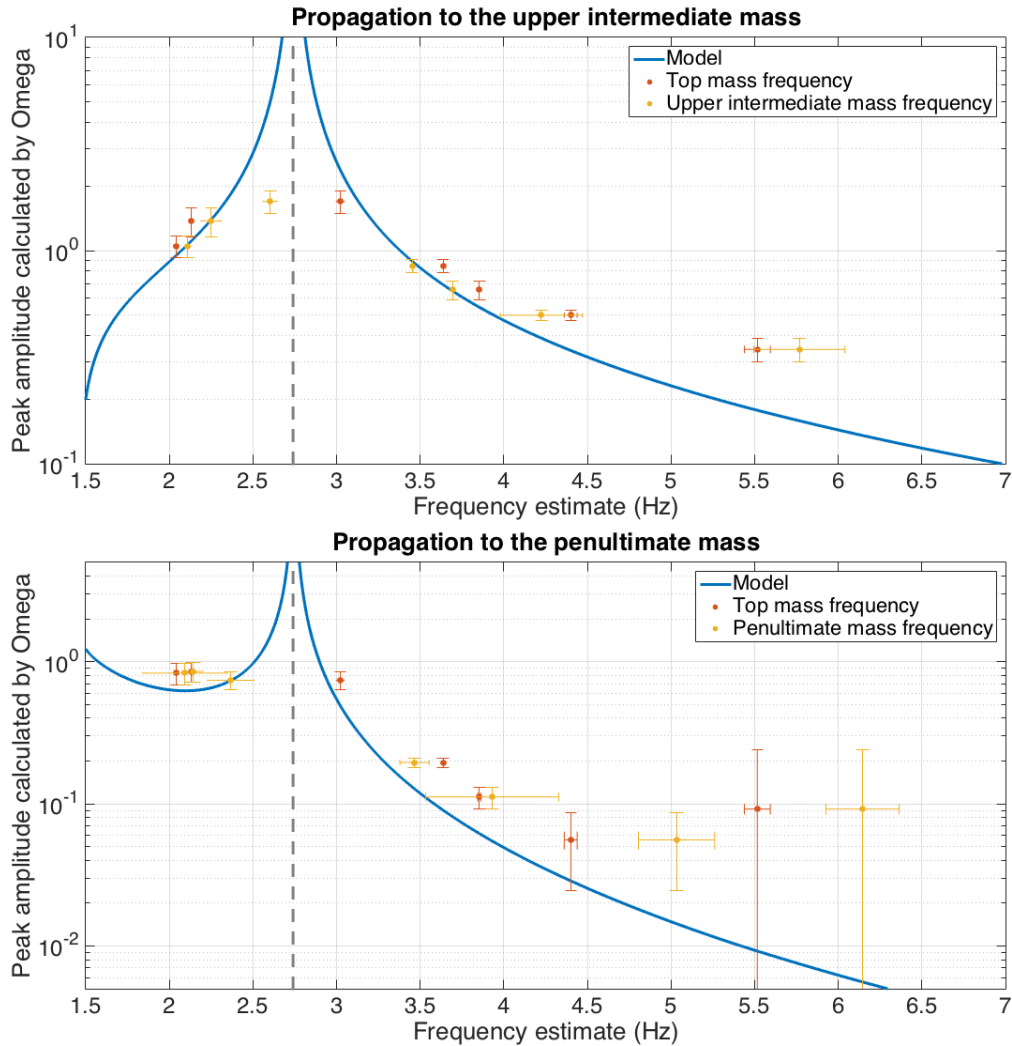 Propagation to the upper intermediate mass
Peak amplitude calculated by Omega
10^1
10^0
10^-1
Model
Top mass frequency
Upper intermediate mass frequency
1.5 2 2.5 3 3.5 4 4.5 5 5.5 6 6.5 7
Frequency estimate (Hz)
Propagation to the penultimate mass
Peak amplitude calculated by Omega
10^0
10^-1
10^-2
Model
Top mass frequency
Penultimate mass frequency
1.5 2 2.5 3 3.5 4 4.5 5 5.5 6 6.5 7
Frequency estimate (Hz)